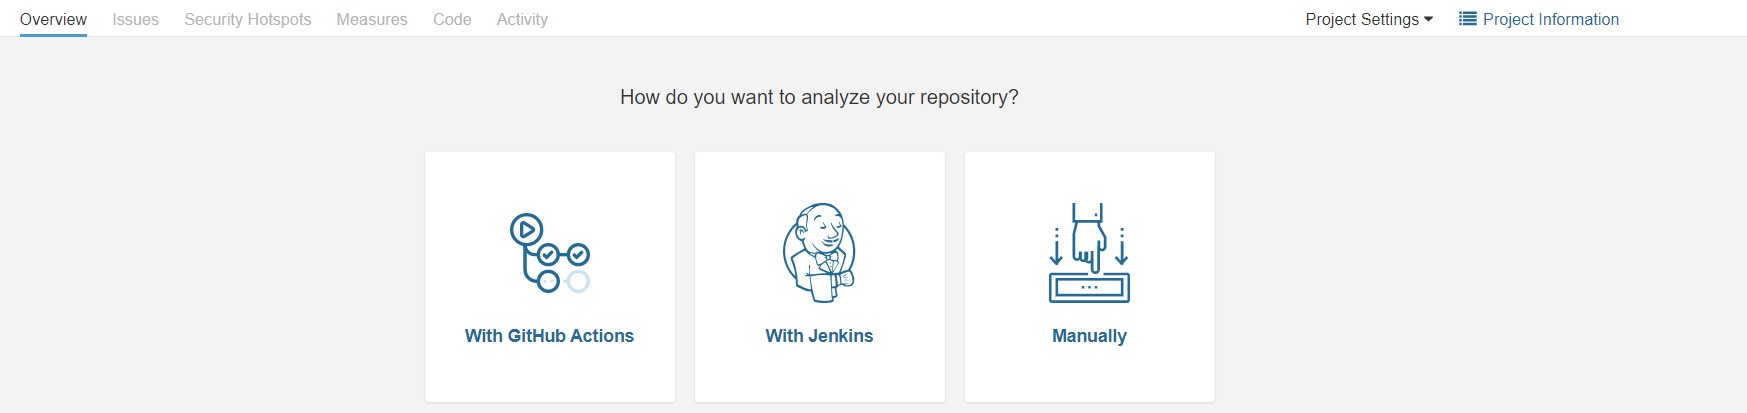 Overview Issues Security Hotspots Measures Code Activity Project Settings Project Information
How do you want to analyze your repository?
With GitHub Actions With Jenkins Manually